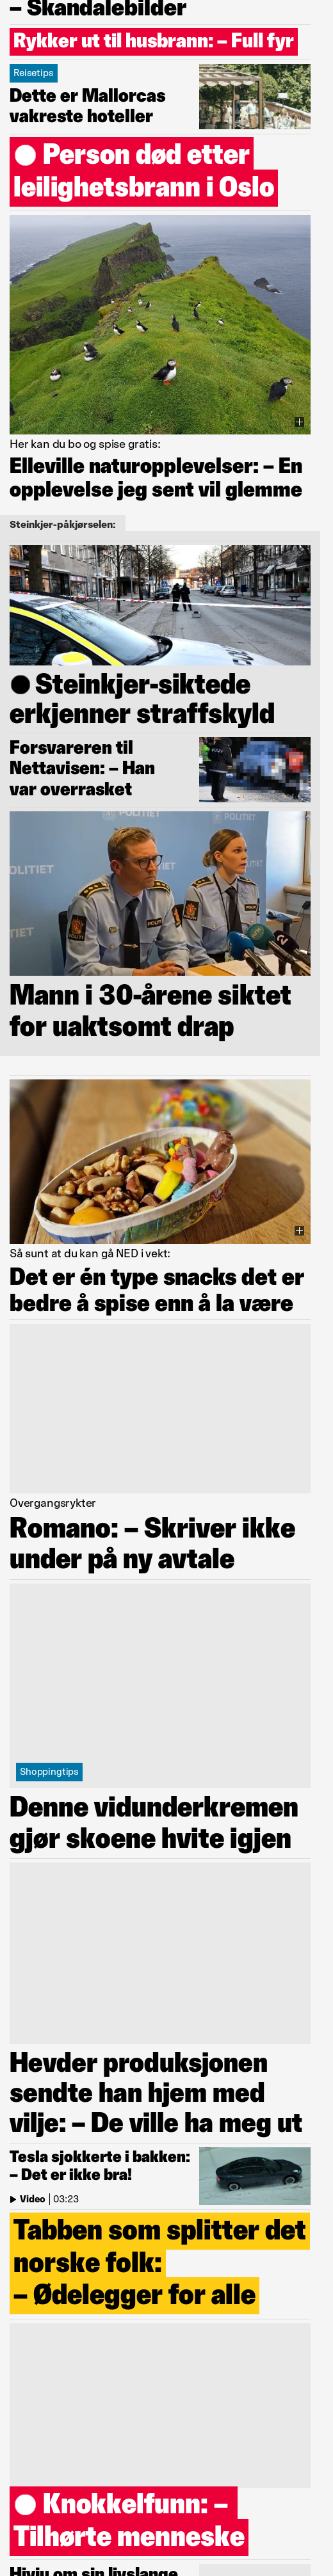 – Skandalebilder
Rykker ut til husbrann: – Full fyr
Reisetips
Dette er Mallorcas
vakreste hoteller
Person død etter
leilighetsbrann i Oslo
Her kan du bo og spise gratis:
Elleville naturopplevelser: – En
opplevelse jeg sent vil glemme
Steinkjer-påkjørselen:
Steinkjer-siktede
erkjenner straffskyld
Forsvareren til
Nettavisen: – Han
var overrasket
POLITIET
POLITIET
POLITIET
2
Mann i 30-årene siktet
for uaktsomt drap
Så sunt at du kan gå NED i vekt:
Det er én type snacks det er
bedre å spise enn å la være
Overgangsrykter
Romano: – Skriver ikke
under på ny avtale
Shoppingtips
Denne vidunderkremen
gjør skoene hvite igjen
Hevder produksjonen
sendte han hjem med
vilje: – De ville ha meg ut
Tesla sjokkerte i bakken:
– Det er ikke bra!
Video | 03:23
Tabben som splitter det
norske folk:
– Ødelegger for alle
Knokkelfunn: –
Tilhørte menneske
Hivju om sin livslange